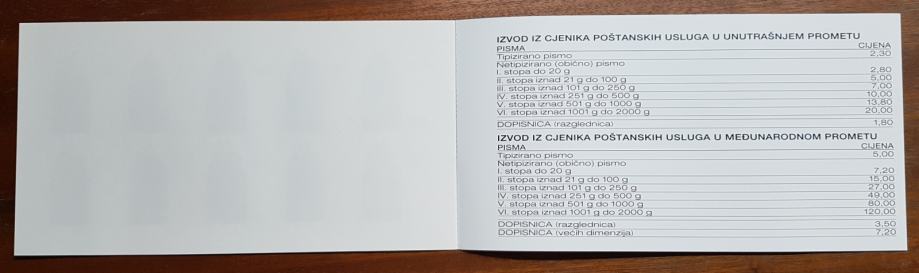 IZVOD IZ CJENIKA POŠTANSKIH USLUGA U UNUTRAŠNJEM PROMETU
PISMA CIJENA
Tipizirano pismo 2,30
Netipizirano (obično) pismo
I. stopa do 20 g 2,80
II. stopa iznad 21 g do 100 g 5,00
III. stopa iznad 101 g do 250 g 7,00
IV. stopa iznad 251 g do 500 g 10,00
V. stopa iznad 501 g do 1000 g 13,80
VI. stopa iznad 1001 g do 2000 g 20,00
DOPISNICA (razglednica) 1,80
IZVOD IZ CJENIKA POŠTANSKIH USLUGA U MEĐUNARODNOM PROMETU
PISMA CIJENA
Tipizirano pismo 5,00
Netipizirano (obično) pismo
I. stopa do 20 g 7,20
II. stopa iznad 21 g do 100 g 15,00
III. stopa iznad 101 g do 250 g 27,00
IV. stopa iznad 251 g do 500 g 49,00
V. stopa iznad 501 g do 1000 g 80,00
VI. stopa iznad 1001 g do 2000 g 120,00
DOPISNICA (razglednica) 3,50
DOPISNICA (većih dimenzija) 7,20